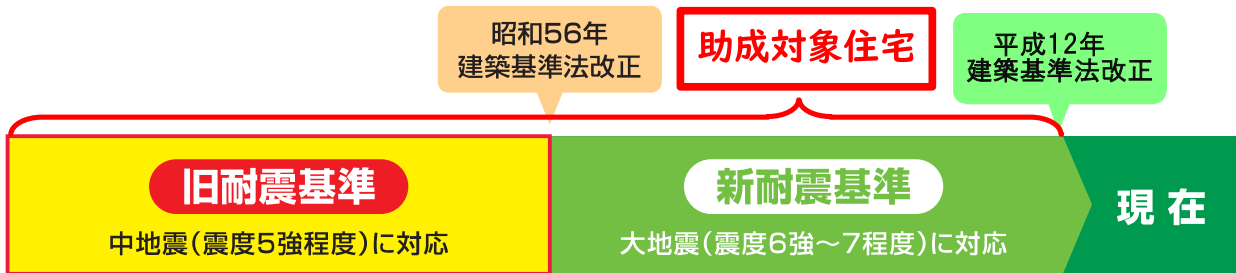 昭和56年
建築基準法改正
助成対象住宅
平成12年
建築基準法改正
旧耐震基準
中地震(震度5強程度)に対応
新耐震基準
大地震(震度6強～7程度)に対応
現在